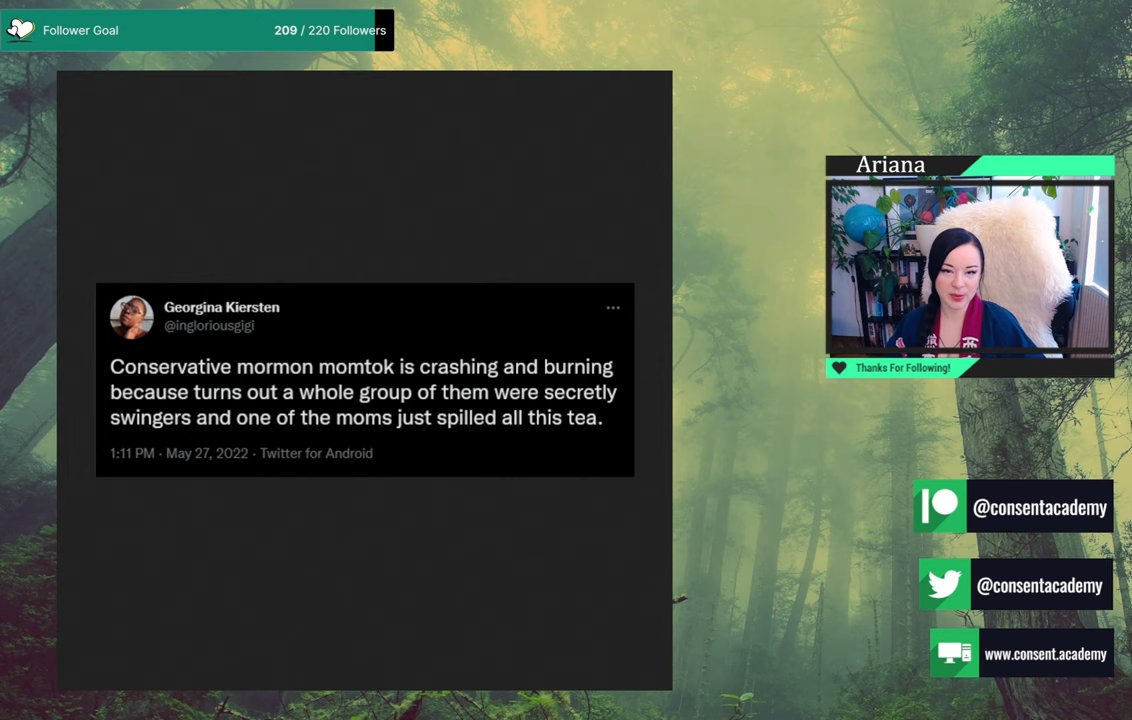 Follower Goal
209 / 220 Followers
Ariana
Georgina Kiersten
@ingloriousgigi
Conservative mormon momtok is crashing and burning
because turns out a whole group of them were secretly
swingers and one of the moms just spilled all this tea.
1:11 PM · May 27, 2022 · Twitter for Android
Thanks For Following!
@consentacademy
@consentacademy
www.consent.academy